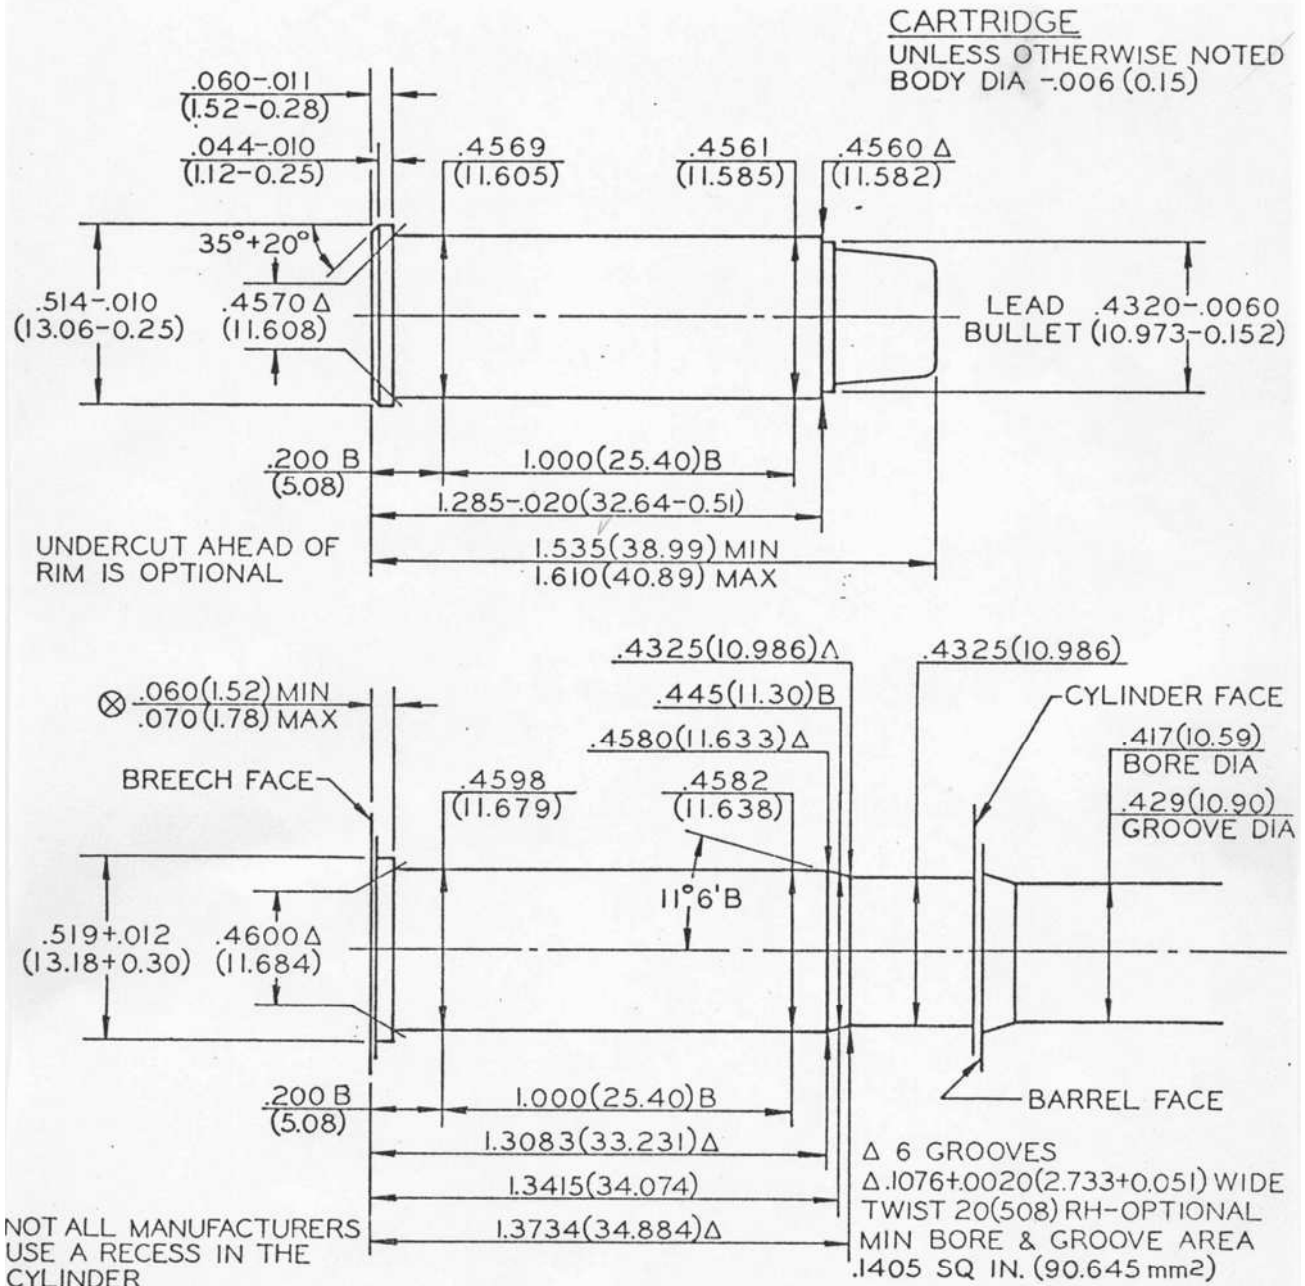 CARTRIDGE
UNLESS OTHERWISE NOTED
BODY DIA -.006 (0.15)
.060-.011
(1.52-0.28)
.044-.010
(1.12-0.25)
.4569
(11.605)
.4561
(11.585)
.4560 Δ
(11.582)
35°+20°
.514-.010
(13.06-0.25)
.4570 Δ
(11.608)
LEAD .4320-.0060
BULLET (10.973-0.152)
.200 B
(5.08)
1.000(25.40)B
1.285-.020(32.64-0.51)
UNDERCUT AHEAD OF
RIM IS OPTIONAL
1.535(38.99) MIN
1.610(40.89) MAX
.4325(10.986)Δ
.4325(10.986)
⊗ .060(1.52) MIN
.070(1.78) MAX
.445(11.30)B
CYLINDER FACE
.4580(11.633)Δ
.417(10.59)
BORE DIA
BREECH FACE
.4598
(11.679)
.4582
(11.638)
.429(10.90)
GROOVE DIA
11°6'B
.519+.012
(13.18+0.30)
.4600Δ
(11.684)
.200 B
(5.08)
1.000(25.40)B
BARREL FACE
1.3083(33.231)Δ
1.3415(34.074)
1.3734(34.884)Δ
Δ 6 GROOVES
Δ.1076+.0020(2.733+0.051) WIDE
TWIST 20(508) RH-OPTIONAL
MIN BORE & GROOVE AREA
.1405 SQ IN. (90.645 mm2)
NOT ALL MANUFACTURERS
USE A RECESS IN THE
CYLINDER